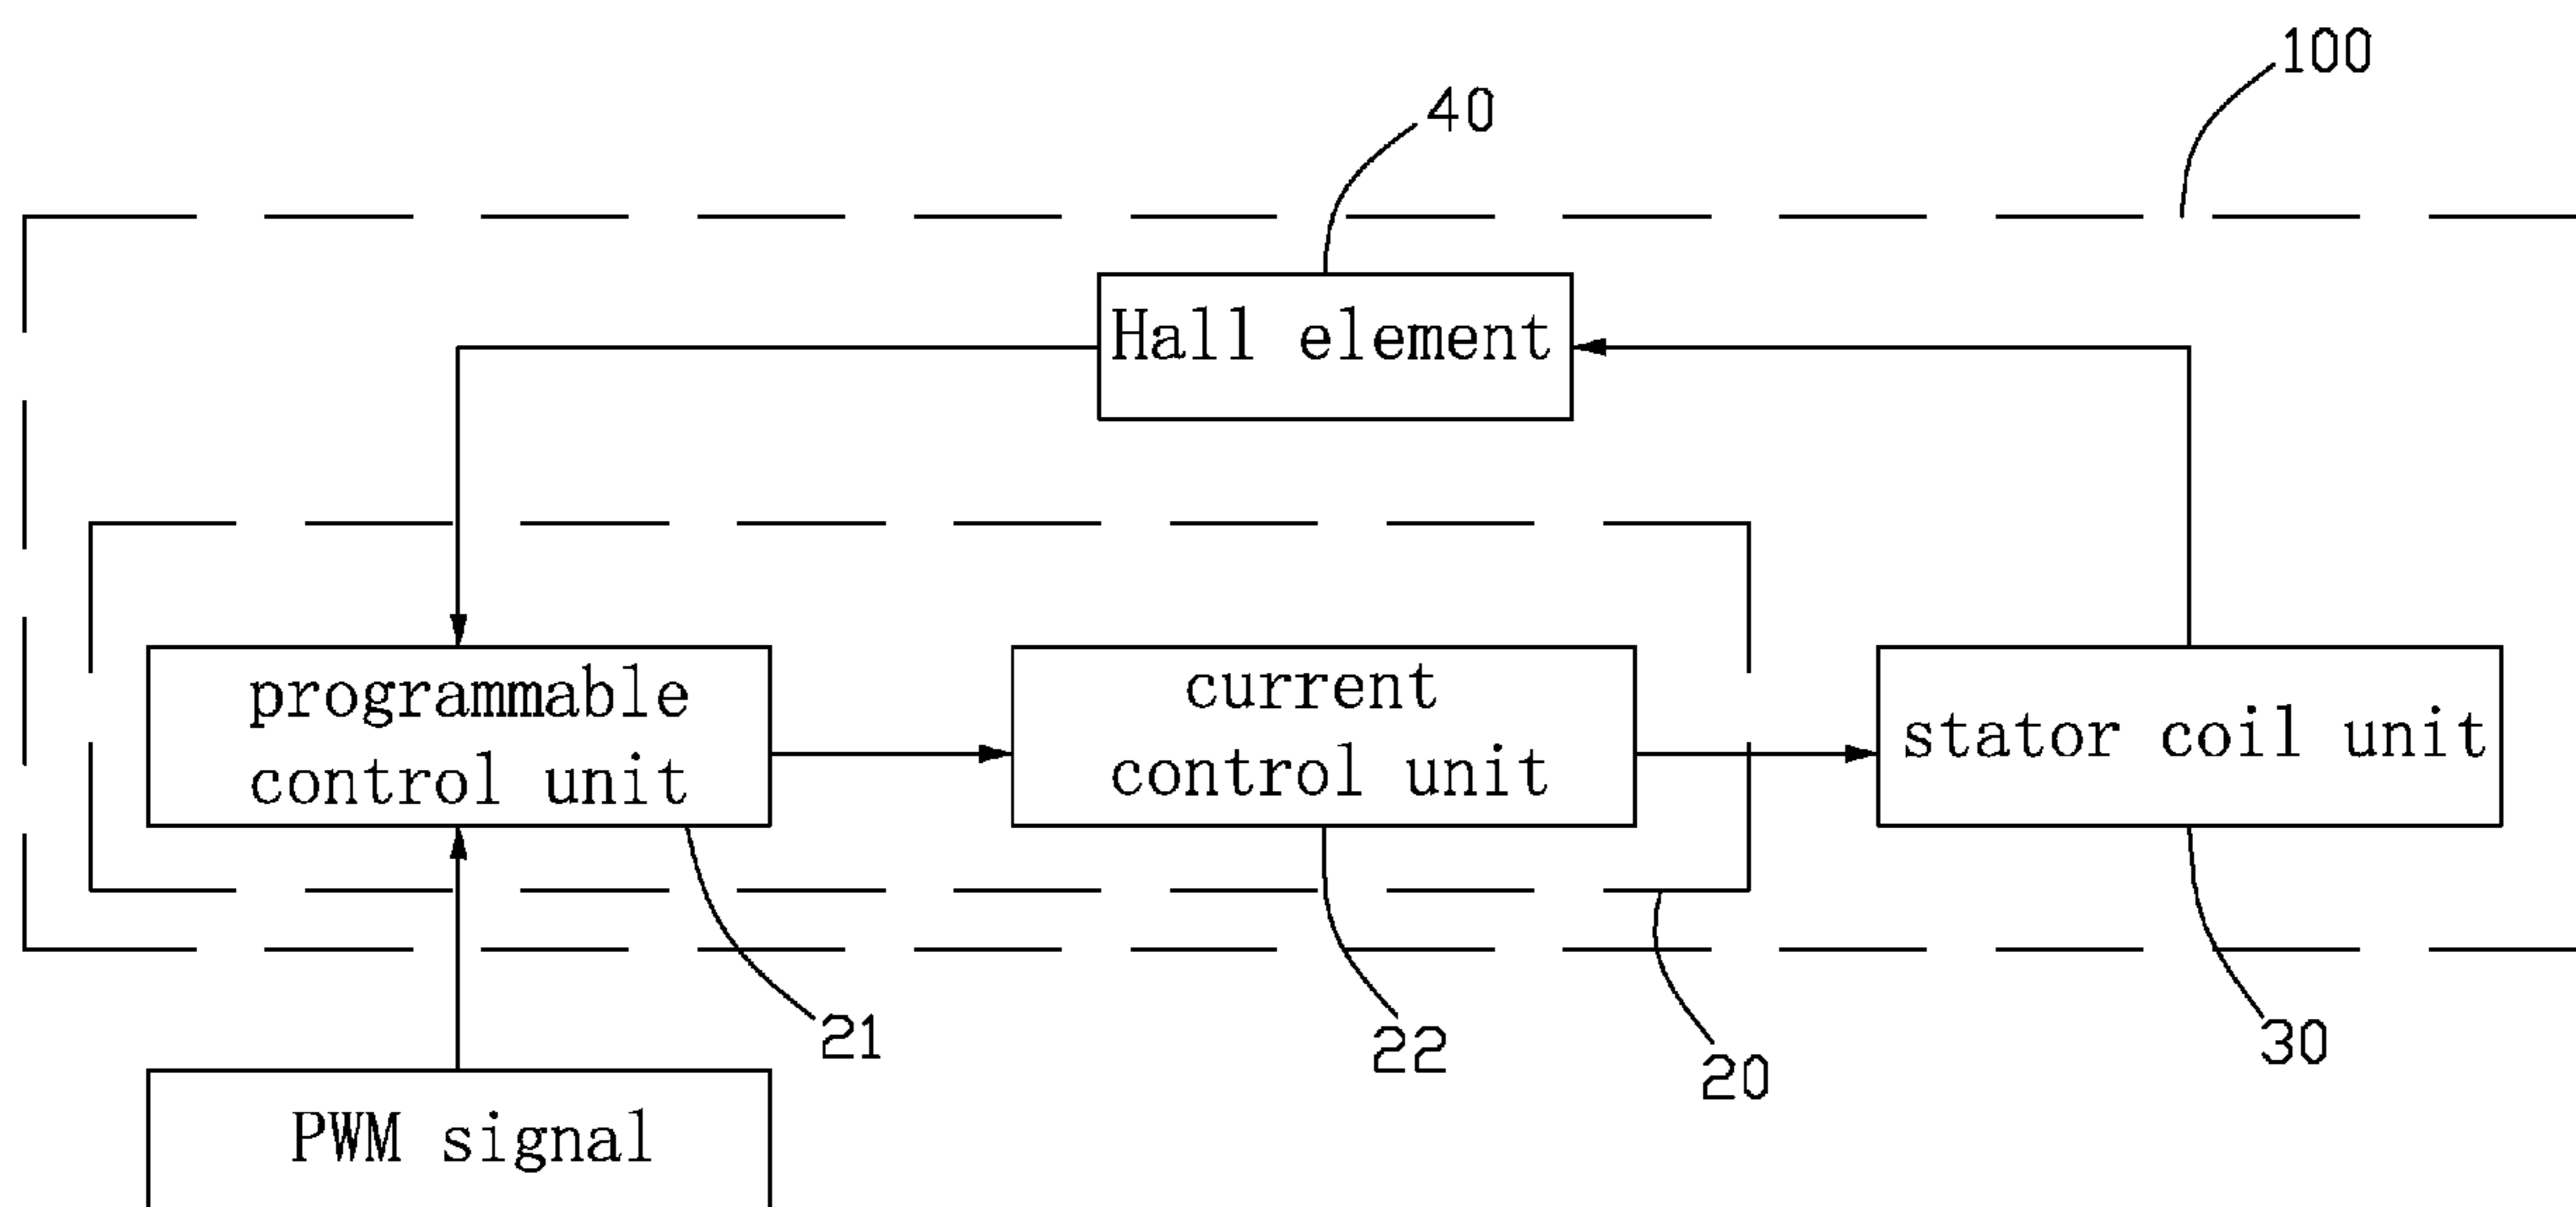 100
40
Hall element
programmable
control unit
current
control unit
stator coil unit
21
22
20
30
PWM signal